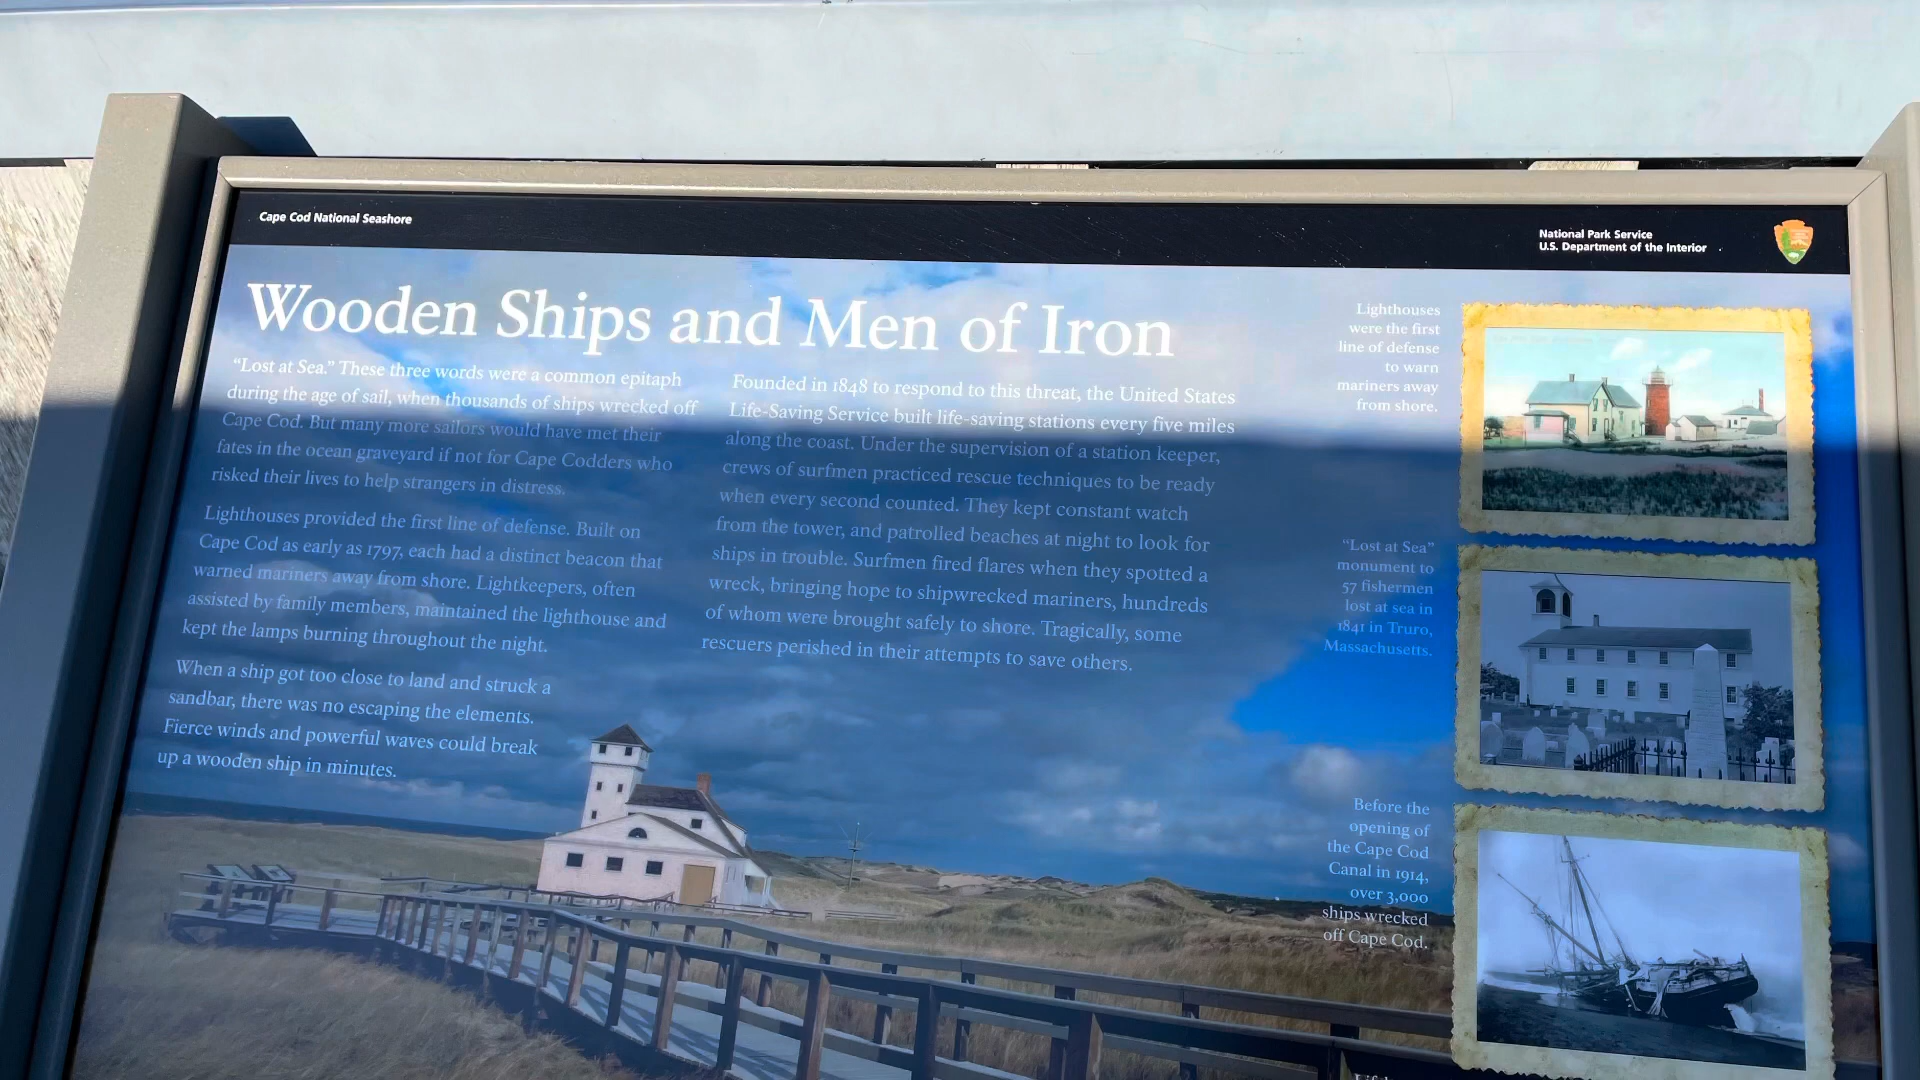 Cape Cod National Seashore
National Park Service
U.S. Department of the Interior
Wooden Ships and Men of Iron
“Lost at Sea.” These three words were a common epitaph
during the age of sail, when thousands of ships wrecked off
Cape Cod. But many more sailors would have met their
fates in the ocean graveyard if not for Cape Codders who
risked their lives to help strangers in distress.
Lighthouses provided the first line of defense. Built on
Cape Cod as early as 1797, each had a distinct beacon that
warned mariners away from shore. Lightkeepers, often
assisted by family members, maintained the lighthouse and
kept the lamps burning throughout the night.
When a ship got too close to land and struck a
sandbar, there was no escaping the elements.
Fierce winds and powerful waves could break
up a wooden ship in minutes.
Founded in 1848 to respond to this threat, the United States
Life-Saving Service built life-saving stations every five miles
along the coast. Under the supervision of a station keeper,
crews of surfmen practiced rescue techniques to be ready
when every second counted. They kept constant watch
from the tower, and patrolled beaches at night to look for
ships in trouble. Surfmen fired flares when they spotted a
wreck, bringing hope to shipwrecked mariners, hundreds
of whom were brought safely to shore. Tragically, some
rescuers perished in their attempts to save others.
Lighthouses
were the first
line of defense
to warn
mariners away
from shore.
“Lost at Sea”
monument to
57 fishermen
lost at sea in
1841 in Truro,
Massachusetts.
Before the
opening of
the Cape Cod
Canal in 1914,
over 3,000
ships wrecked
off Cape Cod.